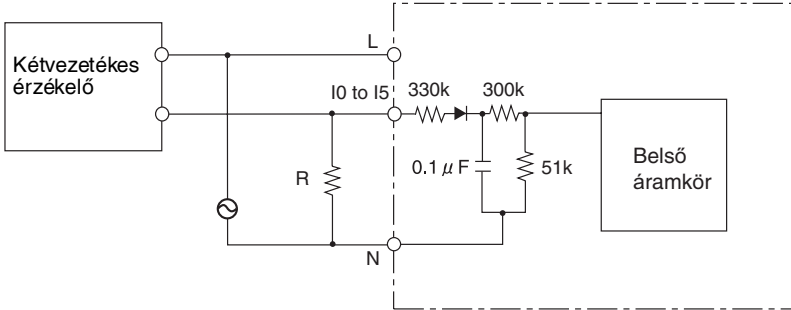 Kétvezetékes
érzékelő
L
I0 to I5
330k
300k
R
0.1 μF
51k
Belső
áramkör
N